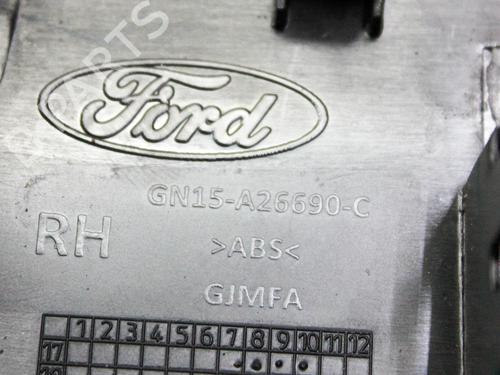 Ford
GN15-A26690-C
RH >ABS<
GJMFA
1 2 3 4 5 6 7 8 9 10 11 12
17